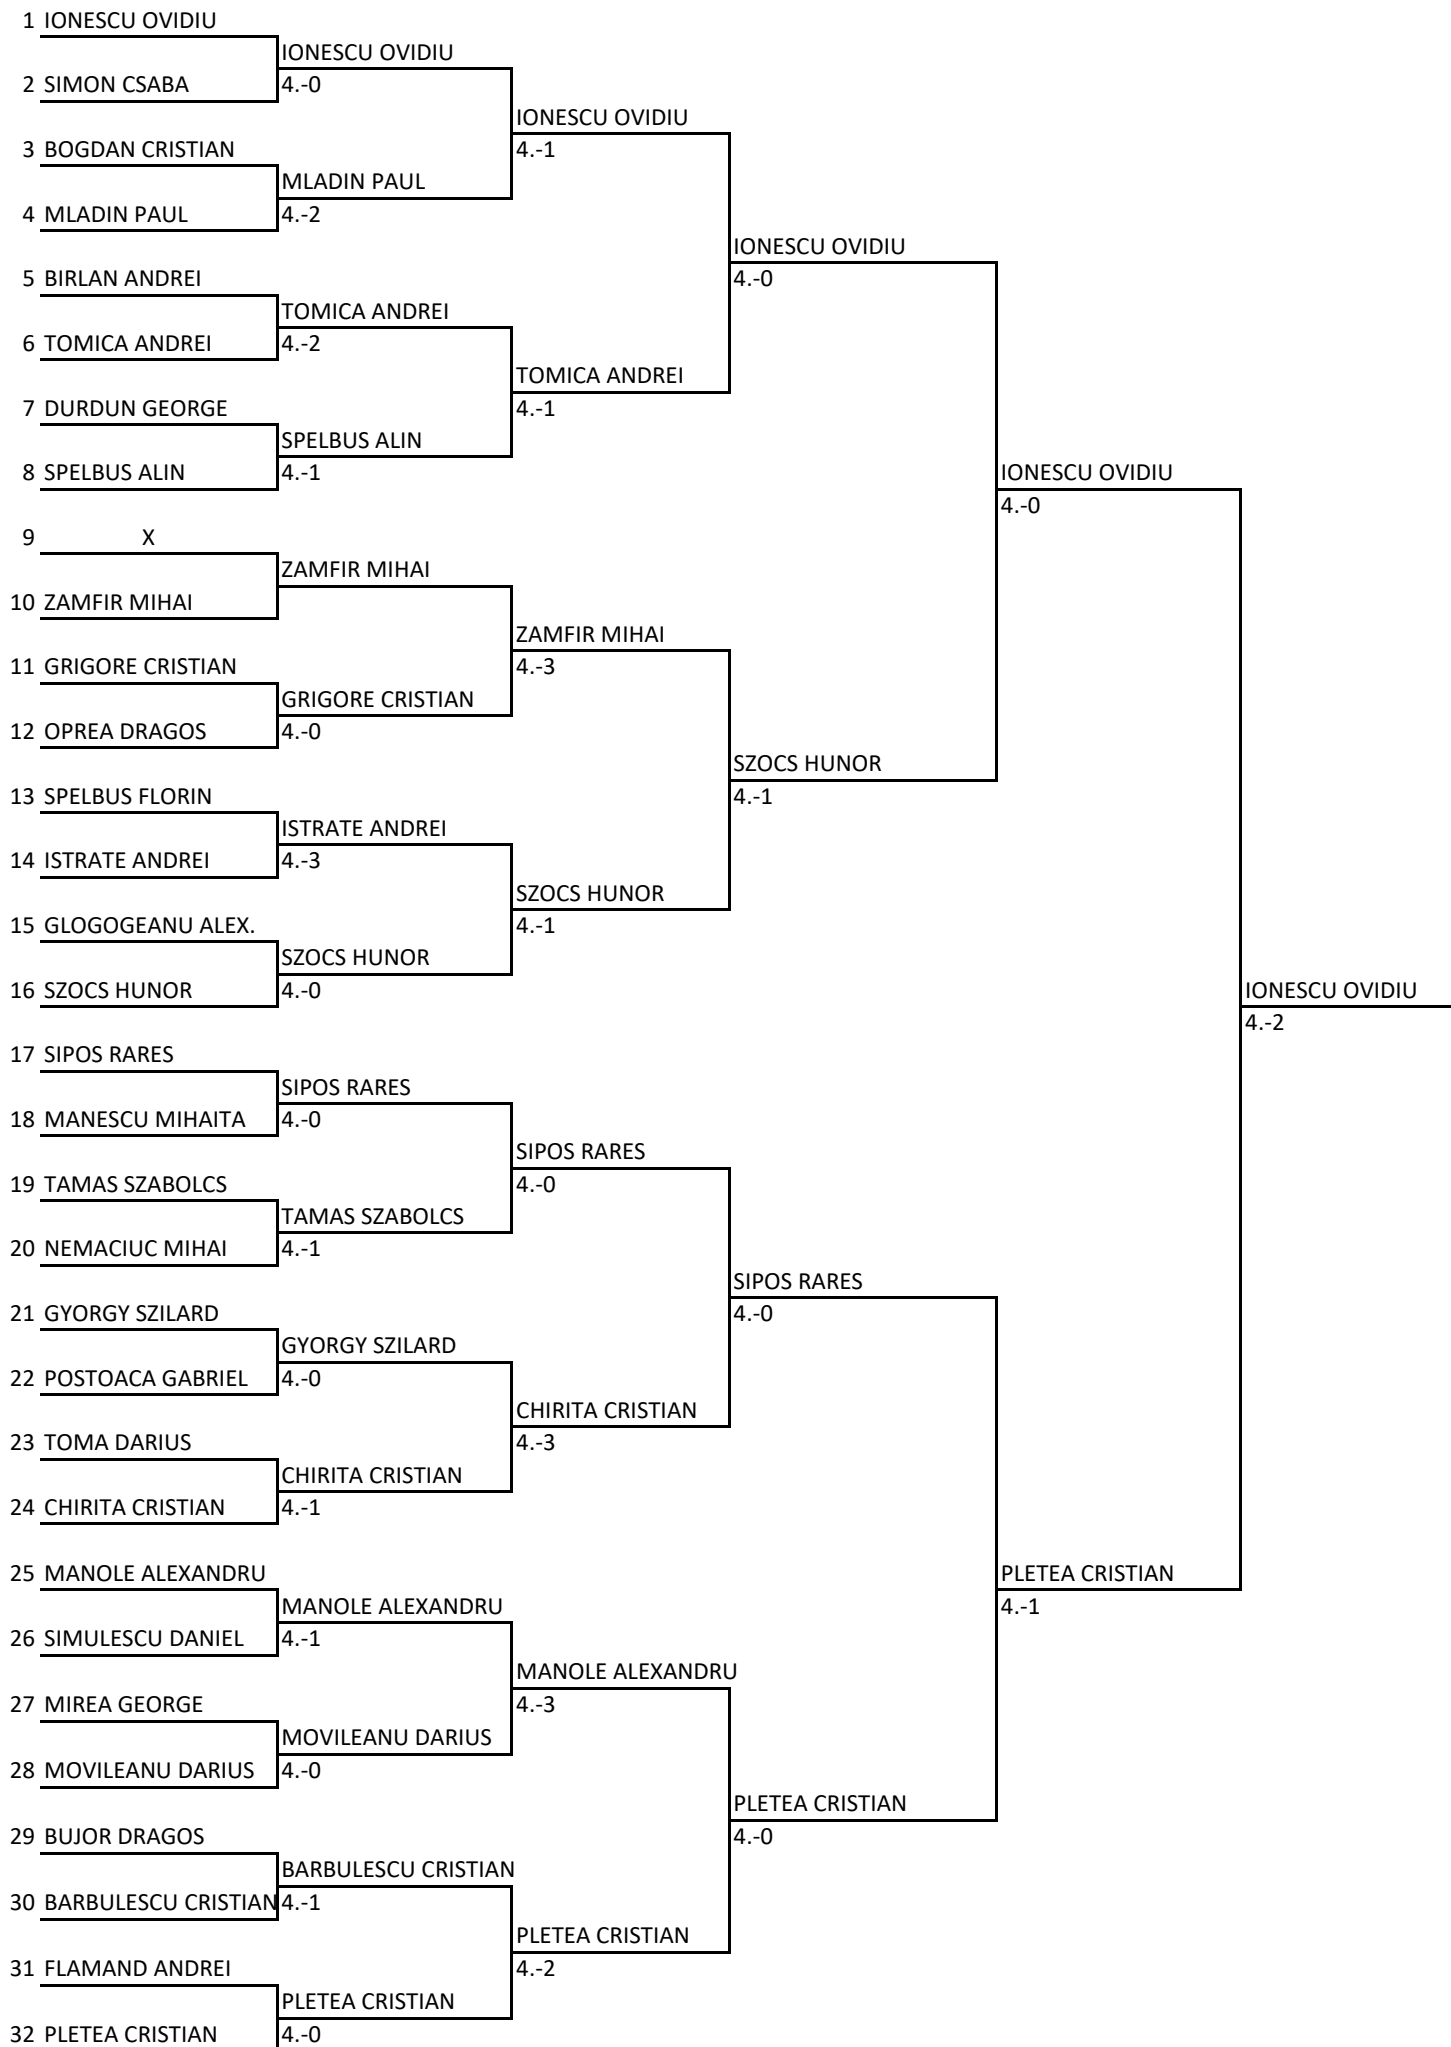 1 IONESCU OVIDIU
IONESCU OVIDIU
2 SIMON CSABA
4.-0
IONESCU OVIDIU
3 BOGDAN CRISTIAN
4.-1
MLADIN PAUL
4 MLADIN PAUL
4.-2
IONESCU OVIDIU
5 BIRLAN ANDREI
4.-0
TOMICA ANDREI
6 TOMICA ANDREI
4.-2
TOMICA ANDREI
7 DURDUN GEORGE
4.-1
SPELBUS ALIN
8 SPELBUS ALIN
4.-1
IONESCU OVIDIU
4.-0
9 X
ZAMFIR MIHAI
10 ZAMFIR MIHAI
ZAMFIR MIHAI
11 GRIGORE CRISTIAN
4.-3
GRIGORE CRISTIAN
12 OPREA DRAGOS
4.-0
SZOCS HUNOR
13 SPELBUS FLORIN
4.-1
ISTRATE ANDREI
14 ISTRATE ANDREI
4.-3
SZOCS HUNOR
15 GLOGOGEANU ALEX.
4.-1
SZOCS HUNOR
16 SZOCS HUNOR
4.-0
IONESCU OVIDIU
4.-2
17 SIPOS RARES
SIPOS RARES
18 MANESCU MIHAITA
4.-0
SIPOS RARES
19 TAMAS SZABOLCS
4.-0
TAMAS SZABOLCS
20 NEMACIUC MIHAI
4.-1
SIPOS RARES
21 GYORGY SZILARD
4.-0
GYORGY SZILARD
22 POSTOACA GABRIEL
4.-0
CHIRITA CRISTIAN
23 TOMA DARIUS
4.-3
CHIRITA CRISTIAN
24 CHIRITA CRISTIAN
4.-1
25 MANOLE ALEXANDRU
PLETEA CRISTIAN
4.-1
MANOLE ALEXANDRU
26 SIMULESCU DANIEL
4.-1
MANOLE ALEXANDRU
27 MIREA GEORGE
4.-3
MOVILEANU DARIUS
28 MOVILEANU DARIUS
4.-0
PLETEA CRISTIAN
29 BUJOR DRAGOS
4.-0
BARBULESCU CRISTIAN
30 BARBULESCU CRISTIAN
4.-1
PLETEA CRISTIAN
31 FLAMAND ANDREI
4.-2
PLETEA CRISTIAN
32 PLETEA CRISTIAN
4.-0